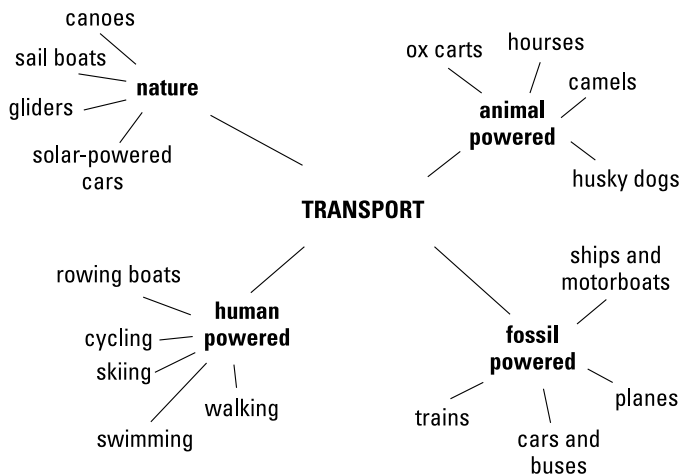 canoes
sail boats
nature
gliders
solar-powered
cars
ox carts
hourses
camels
animal
powered
husky dogs
TRANSPORT
rowing boats
human
powered
cycling
skiing
walking
swimming
ships and
motorboats
fossil
powered
planes
trains
cars and
buses